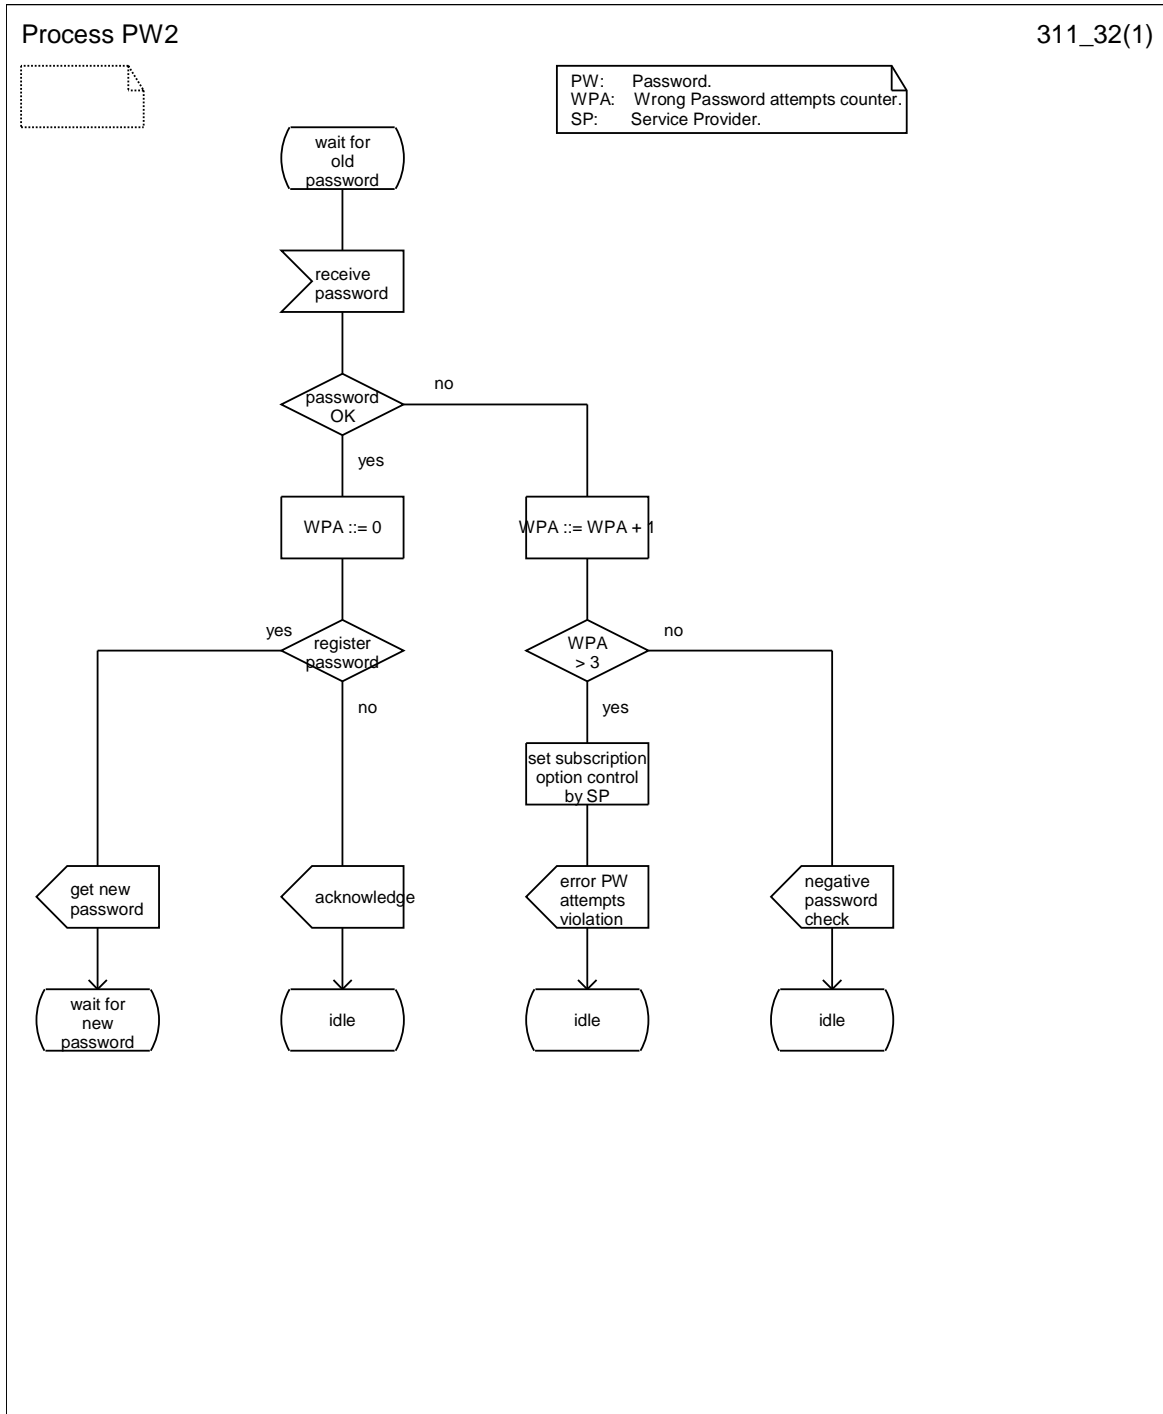 Process PW2
311_32(1)
PW: Password.
WPA: Wrong Password attempts counter.
SP: Service Provider.
wait for
old
password
receive
password
password
OK
no
yes
WPA ::= 0
WPA ::= WPA + 1
yes
register
password
no
WPA
> 3
no
yes
set subscription
option control
by SP
get new
password
acknowledge
error PW
attempts
violation
negative
password
check
wait for
new
password
idle
idle
idle